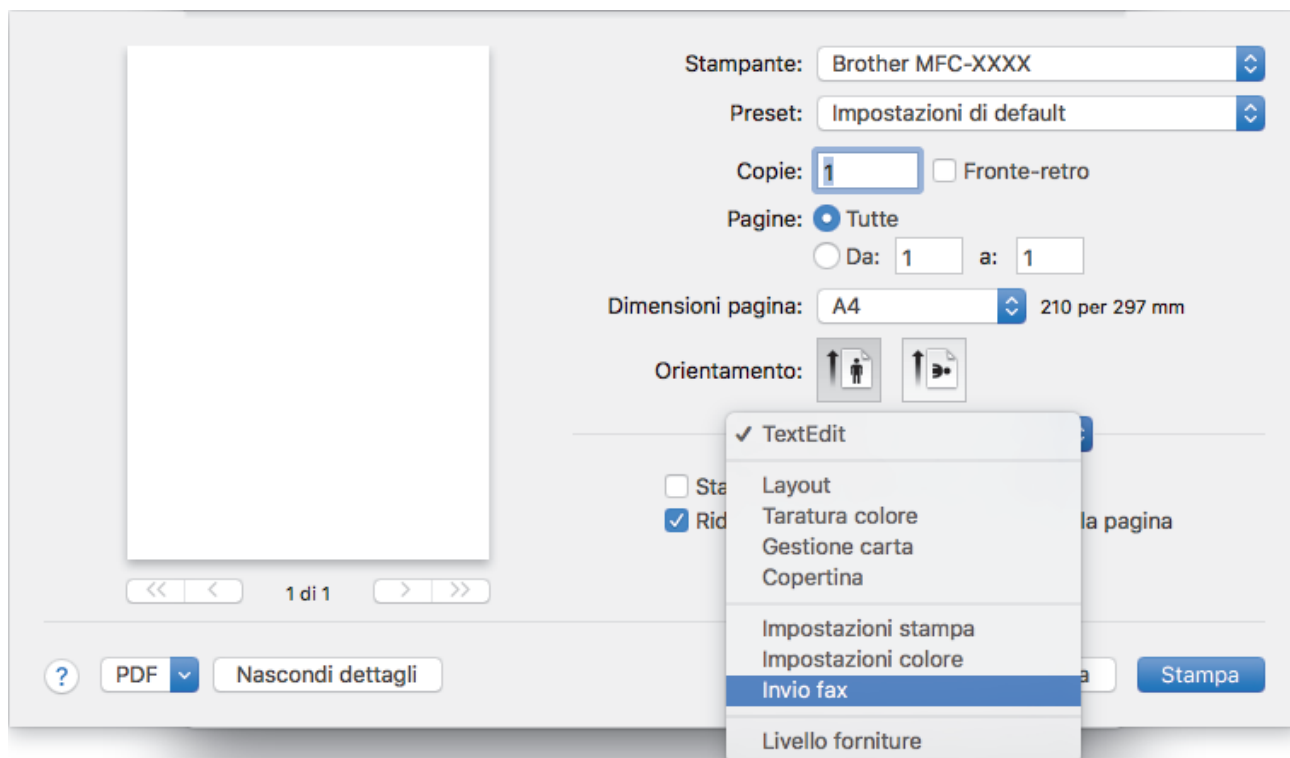 Stampante: Brother MFC-XXXX
Preset: Impostazioni di default
Copie: 1 Fronte-retro
Pagine: Tutte
Da: 1 a: 1
Dimensioni pagina: A4 210 per 297 mm
Orientamento:
✓ TextEdit
Layout
Taratura colore
Gestione carta
Copertina
Impostazioni stampa
Impostazioni colore
Invio fax
Livello forniture
la pagina
1 di 1
? PDF Nascondi dettagli Stampa